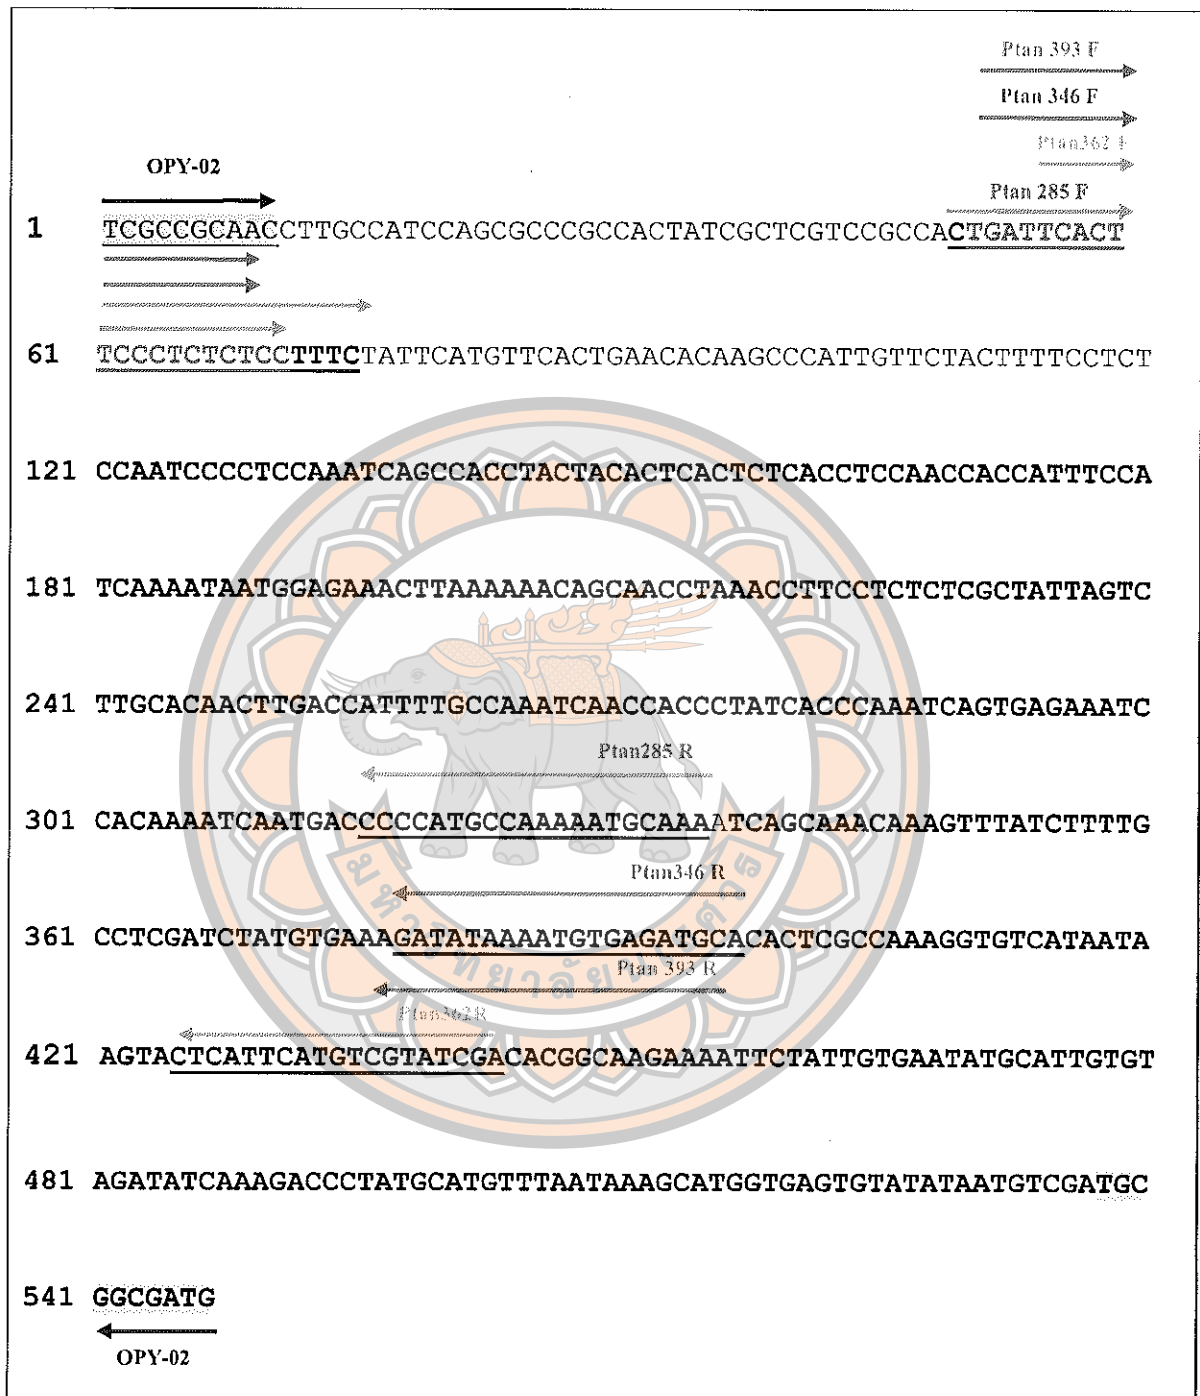 Ptan 393 F
Ptan 346 F
Ptan362 F
OPY-02
Ptan 285 F
1 TCGCCGCAACCCTTGCCATCCAGCGCCCGCCACTATCGCTCGTCCGCCACTGATTCACT
61 TCCCTCTCTCCTTTCTATTCATGTTCACTGAACACAAGCCCATTGTTCTACTTTTCCTCT
121 CCAATCCCCTCCAAATCAGCCACCTACTACACTCACTCTCACCTCCAACCACCATTTCCA
181 TCAAAATAATGGAGAAACTTAAAAAACAGCAACCTAAACCTTCCTCTCTCGCTATTAGTC
241 TTGCACAACTTGACCATTTTGCCAAATCAACCACCCTATCACCCAAATCAGTGAGAAATC
Ptan285 R
301 CACAAAATCAATGACCCCCATGCCAAAAATGCAAAATCAGCAAACAAAGTTTATCTTTTG
Ptan346 R
361 CCTCGATCTATGTGAAAGATATAAAATGTGAGATGCACACTCGCCAAAGGTGTCATAATA
Ptan 393 R
Ptan362R
421 AGTACTCATTCATGTCGTATCGACACGGCAAGAAAATTCTATTGTGAATATGCATTGTGT
481 AGATATCAAAGACCCTATGCATGTTTAATAAAGCATGGTGAGTGTATATAATGTCGATGC
541 GGCGATG
OPY-02